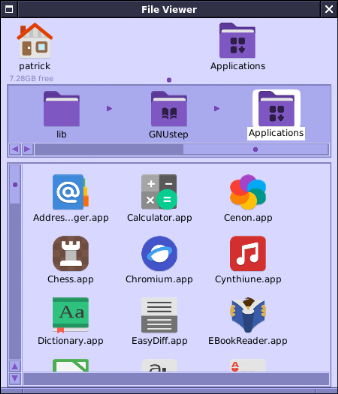 File Viewer
patrick
Applications
7.28GB free
lib
GNUstep
Applications
Addres...ger.app
Calculator.app
Cenon.app
Chess.app
Chromium.app
Cynthiune.app
Aa
Dictionary.app
EasyDiff.app
EBookReader.app